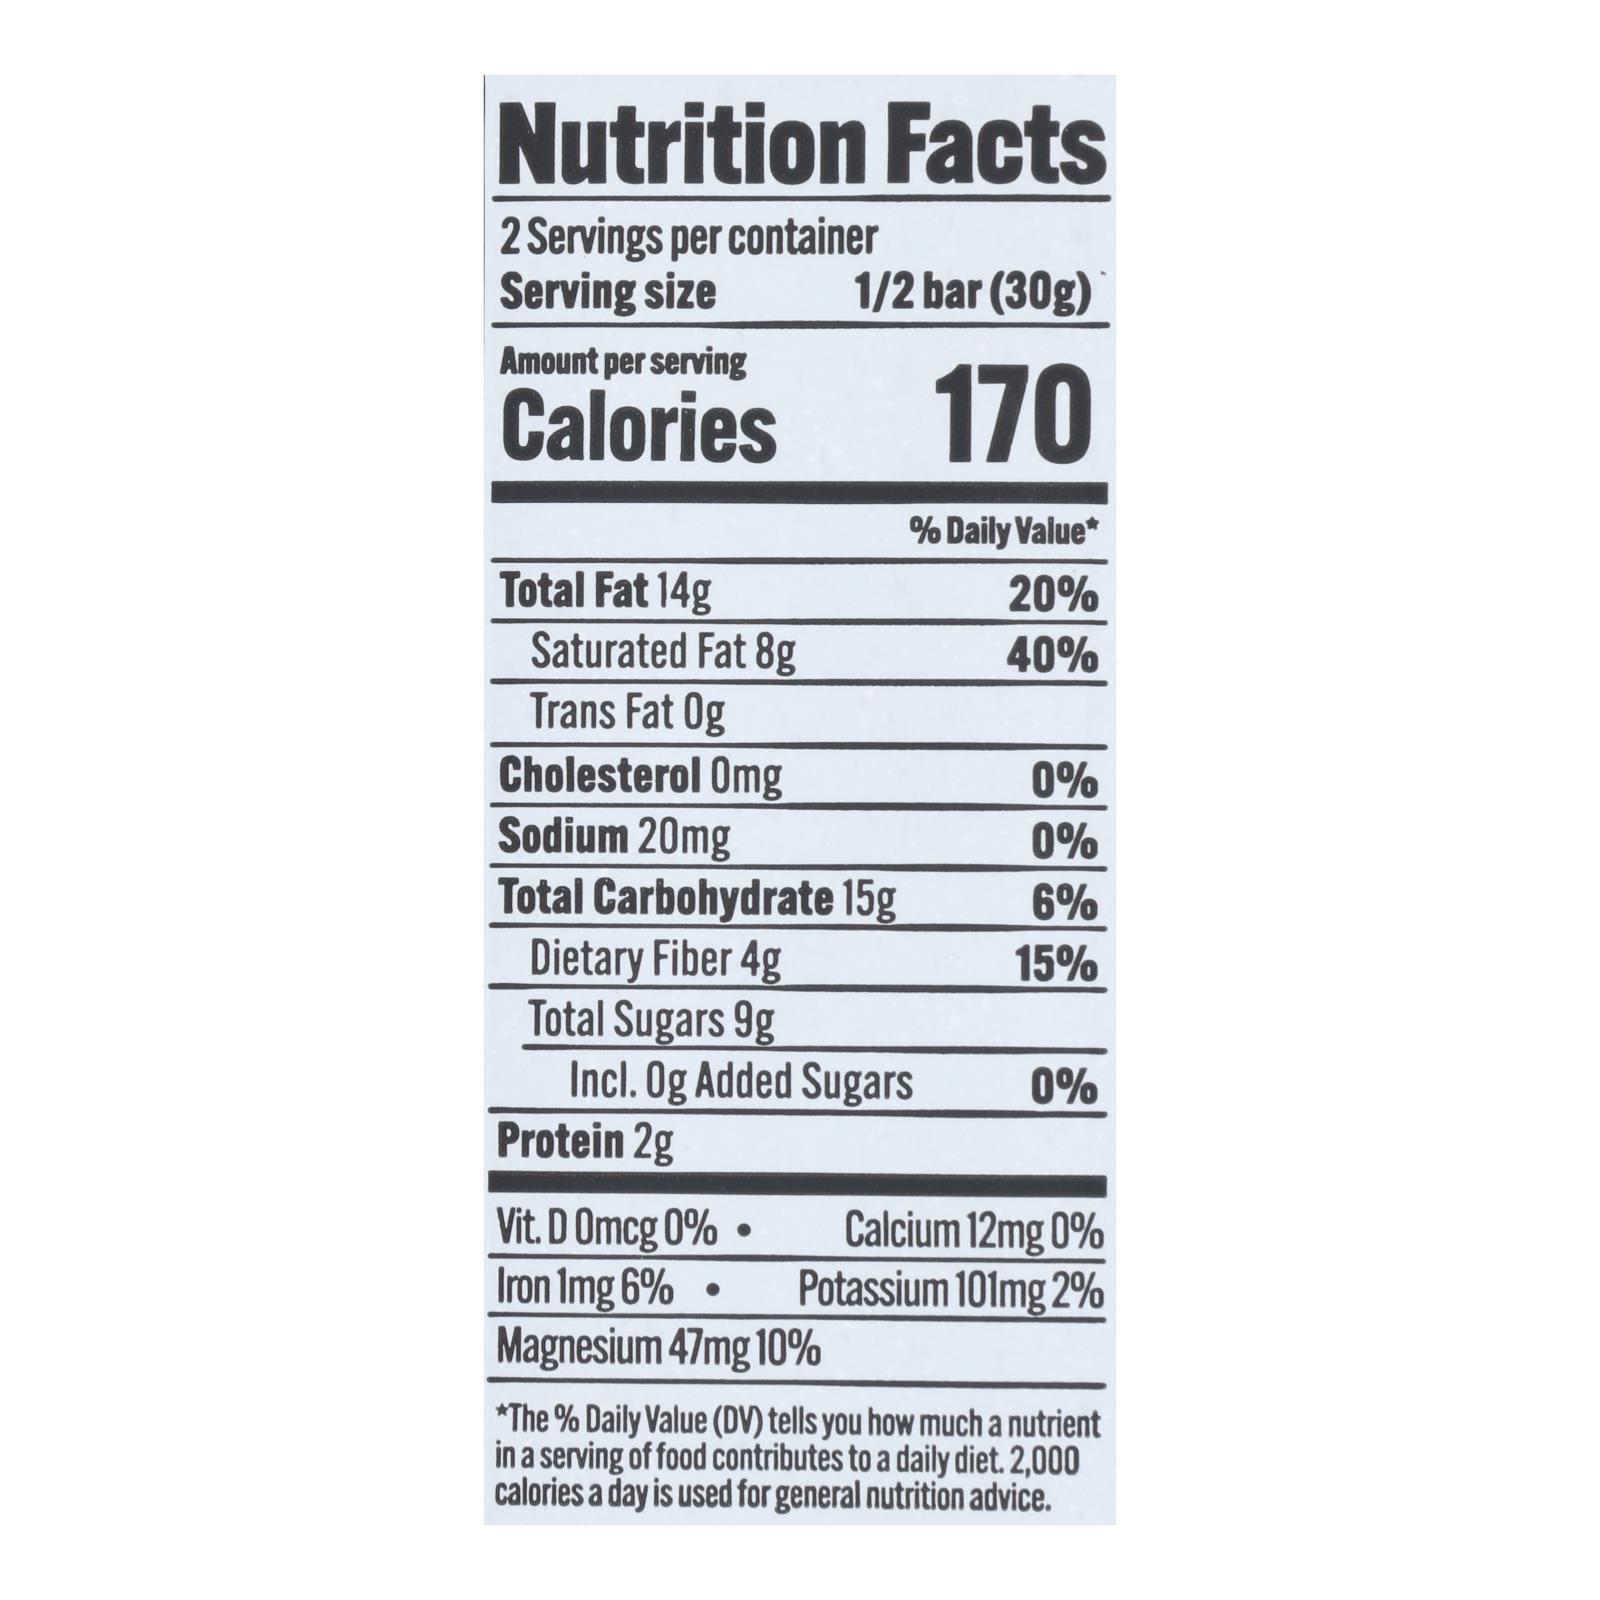 Nutrition Facts
2 Servings per container
Serving size 1/2 bar (30g)
Amount per serving
Calories 170
% Daily Value*
Total Fat 14g 20%
Saturated Fat 8g 40%
Trans Fat 0g
Cholesterol 0mg 0%
Sodium 20mg 0%
Total Carbohydrate 15g 6%
Dietary Fiber 4g 15%
Total Sugars 9g
Incl. 0g Added Sugars 0%
Protein 2g
Vit. D 0mcg 0% • Calcium 12mg 0%
Iron 1mg 6% • Potassium 101mg 2%
Magnesium 47mg 10%
*The % Daily Value (DV) tells you how much a nutrient
in a serving of food contributes to a daily diet. 2,000
calories a day is used for general nutrition advice.